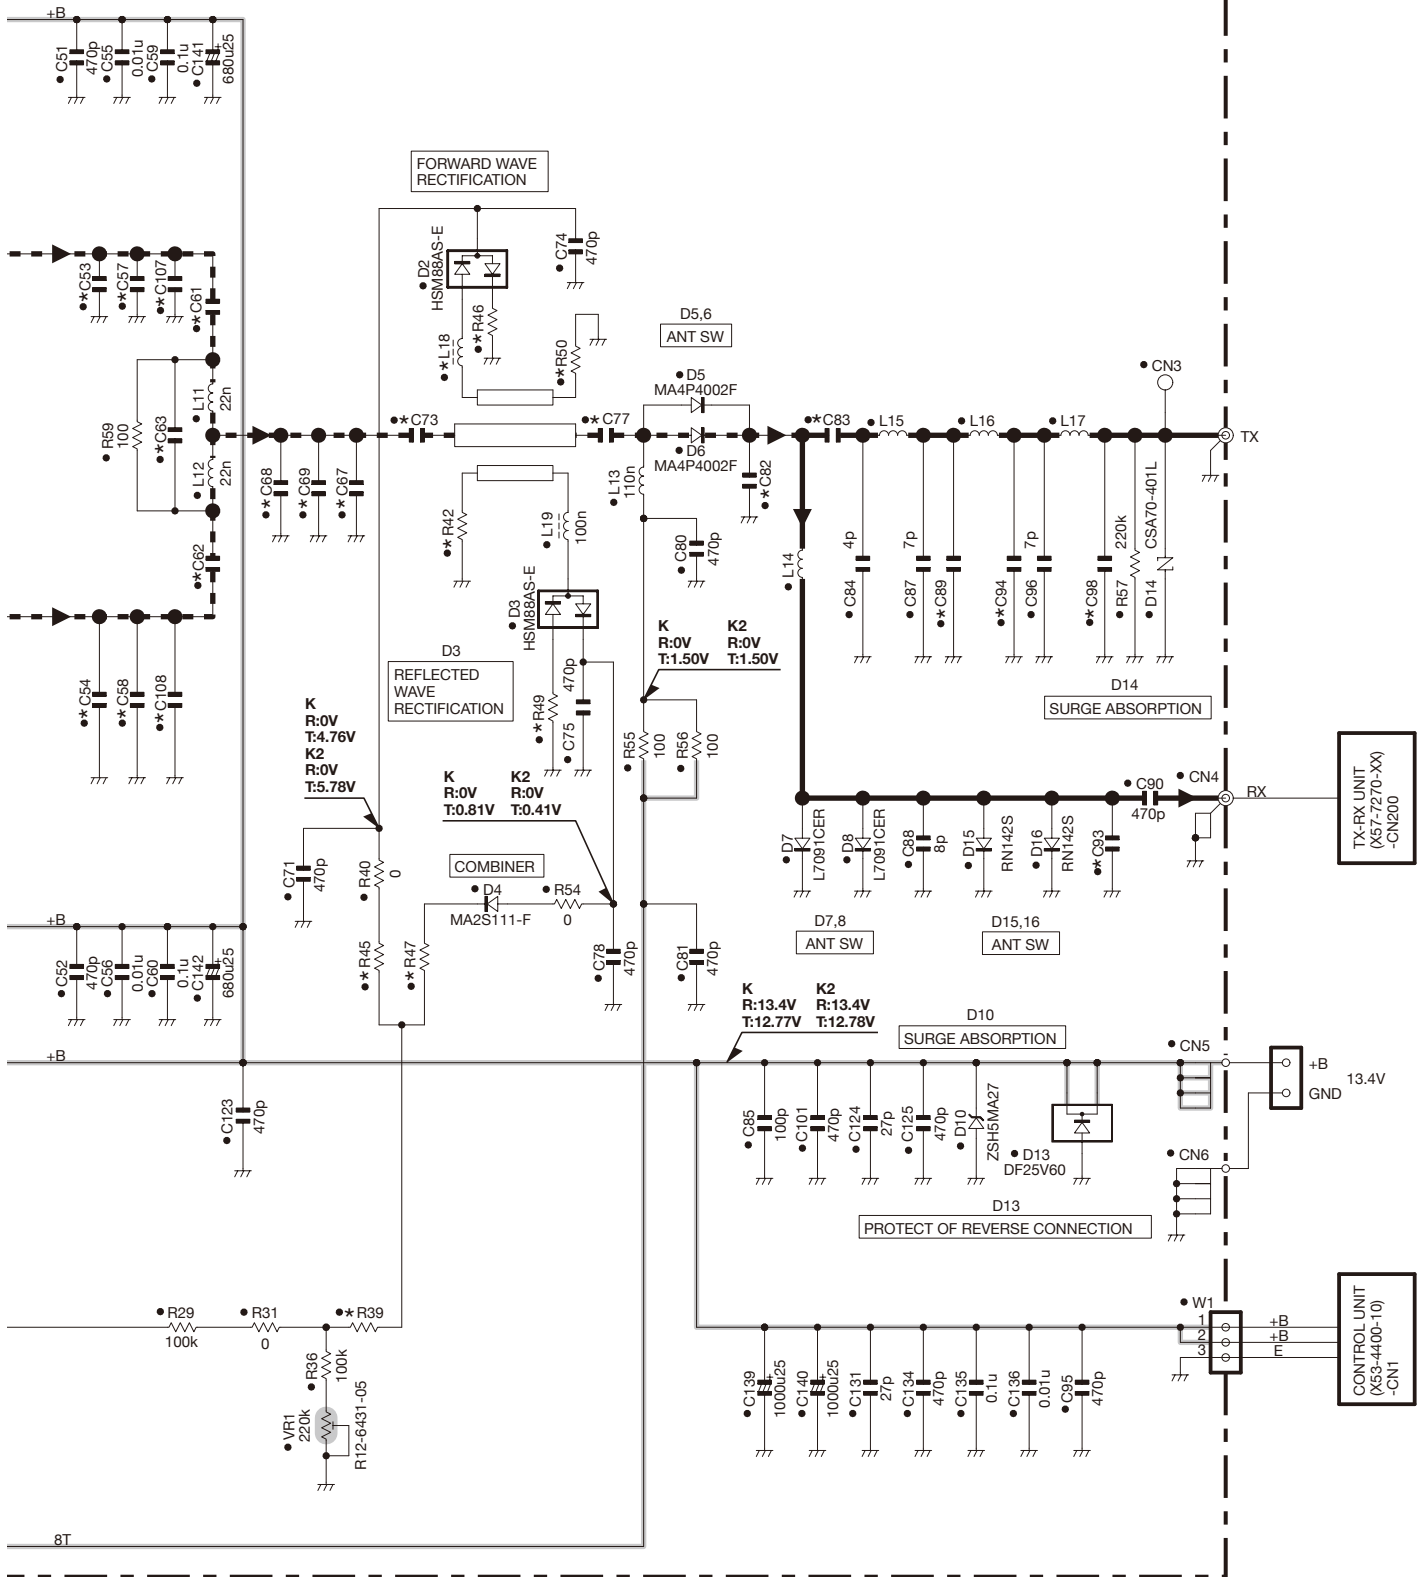 +B
● C51
470p
● C55
0.01u
● C59
0.1u
● C141
680u25
+
FORWARD WAVE
RECTIFICATION
● D2
HSM88AS-E
● C74
470p
●★C53
●★C57
●★C107
●★C61
●★L18
●★R46
●★R50
D5,6
ANT SW
● D5
MA4P4002F
● D6
MA4P4002F
● CN3
● R59
100
●★C63
● L11
22n
● L12
22n
●★C62
●★C68
●★C69
●★C67
●★C73
●★C77
●★C82
●★C83
● L15
● L16
● L17
TX
● L13
110n
● C80
470p
●★R42
● L19
100n
● D3
HSM88AS-E
● L14
● C84
4p
● C87
7p
●★C89
●★C94
● C96
7p
●★C98
● R57
220k
● D14
CSA70-401L
D14
SURGE ABSORPTION
●★C54
●★C58
●★C108
D3
REFLECTED
WAVE
RECTIFICATION
●★R49
● C75
470p
K
R:0V
T:1.50V
K2
R:0V
T:1.50V
● R55
100
● R56
100
K
R:0V
T:4.76V
K2
R:0V
T:5.78V
K
R:0V
T:0.81V
K2
R:0V
T:0.41V
● C90
470p
● CN4
RX
TX-RX UNIT
(X57-7270-XX)
-CN200
● D7
L7091CER
● D8
L7091CER
● C88
8p
● D15
RN142S
● D16
RN142S
●★C93
D7,8
ANT SW
D15,16
ANT SW
● C71
470p
● R40
0
COMBINER
● D4
MA2S111-F
● R54
0
●★R45
●★R47
● C78
470p
● C81
470p
+B
● C52
470p
● C56
0.01u
● C60
0.1u
● C142
680u25
+
K
R:13.4V
T:12.77V
K2
R:13.4V
T:12.78V
D10
SURGE ABSORPTION
+B
● CN5
+B
GND
13.4V
● C123
470p
● C85
100p
● C101
470p
● C124
27p
● C125
470p
● D10
ZSH5MA27
● D13
DF25V60
● CN6
D13
PROTECT OF REVERSE CONNECTION
● R29
100k
● R31
0
●★R39
● R36
100k
● VR1
220k
R12-6431-05
● W1
1
2
3
+B
+B
E
CONTROL UNIT
(X53-4400-10)
-CN1
● C139
1000u25
+
● C140
1000u25
+
● C131
27p
● C134
470p
● C135
0.1u
● C136
0.01u
● C95
470p
8T